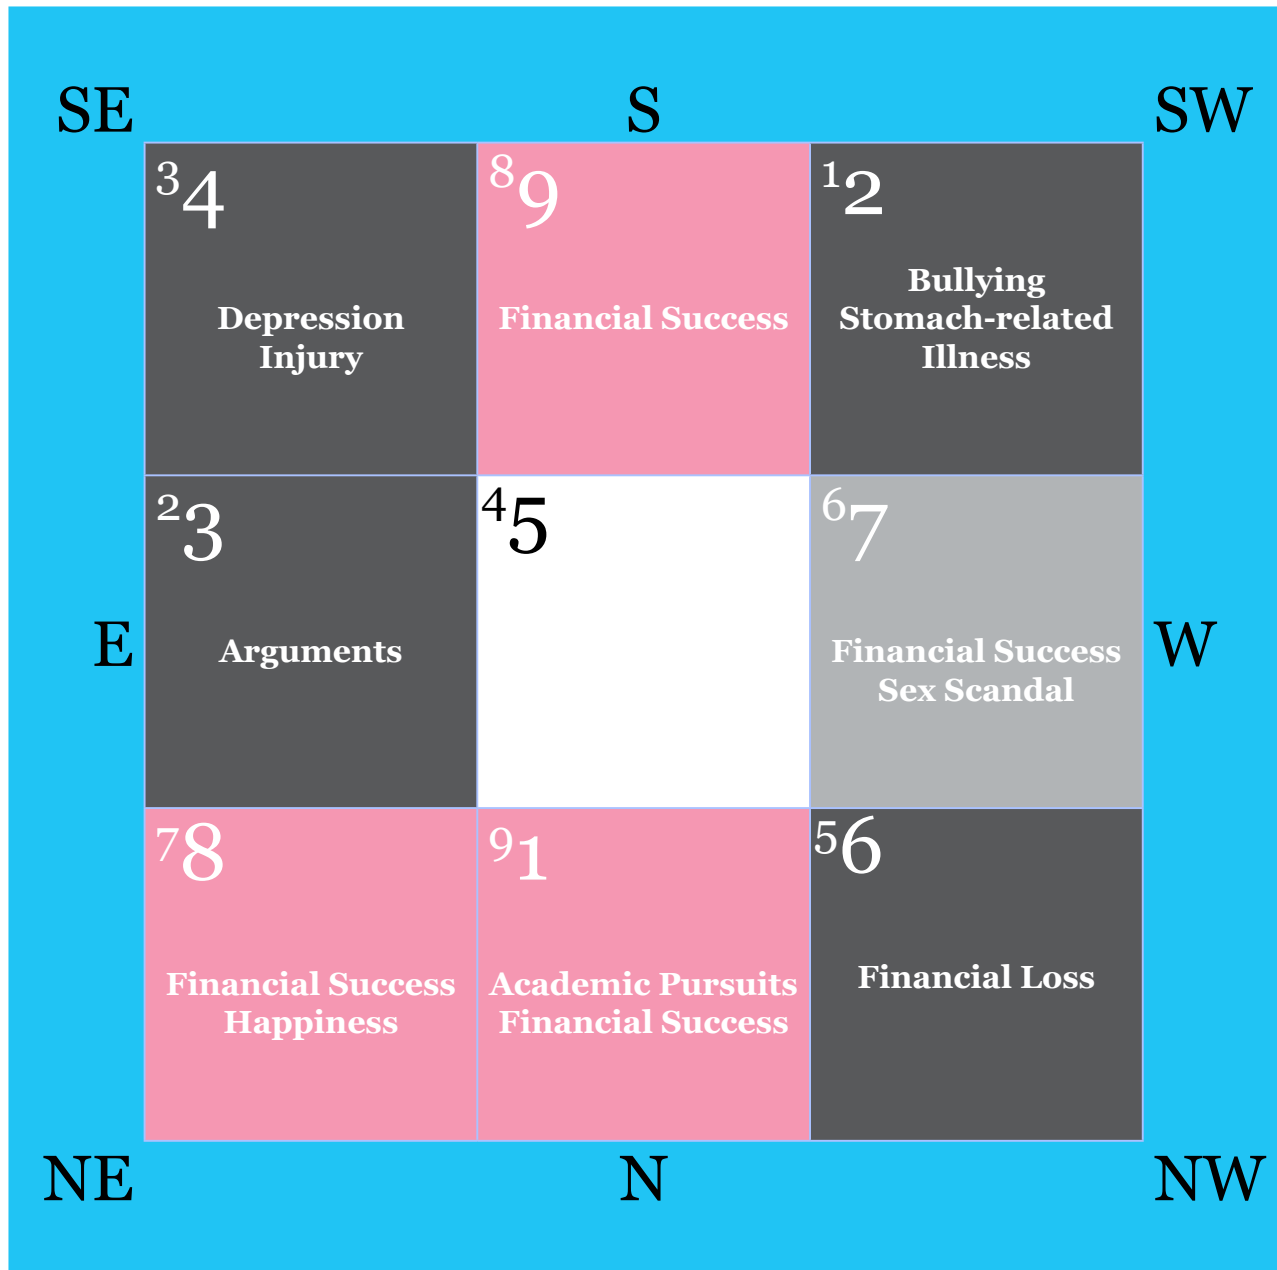 SE S SW
³4 ⁸9 ¹2
Depression
Injury
Financial Success
Bullying
Stomach-related
Illness
E
²3 ⁴5 ⁶7
Arguments
Financial Success
Sex Scandal
W
⁷8 ⁹1 ⁵6
Financial Success
Happiness
Academic Pursuits
Financial Success
Financial Loss
NE N NW